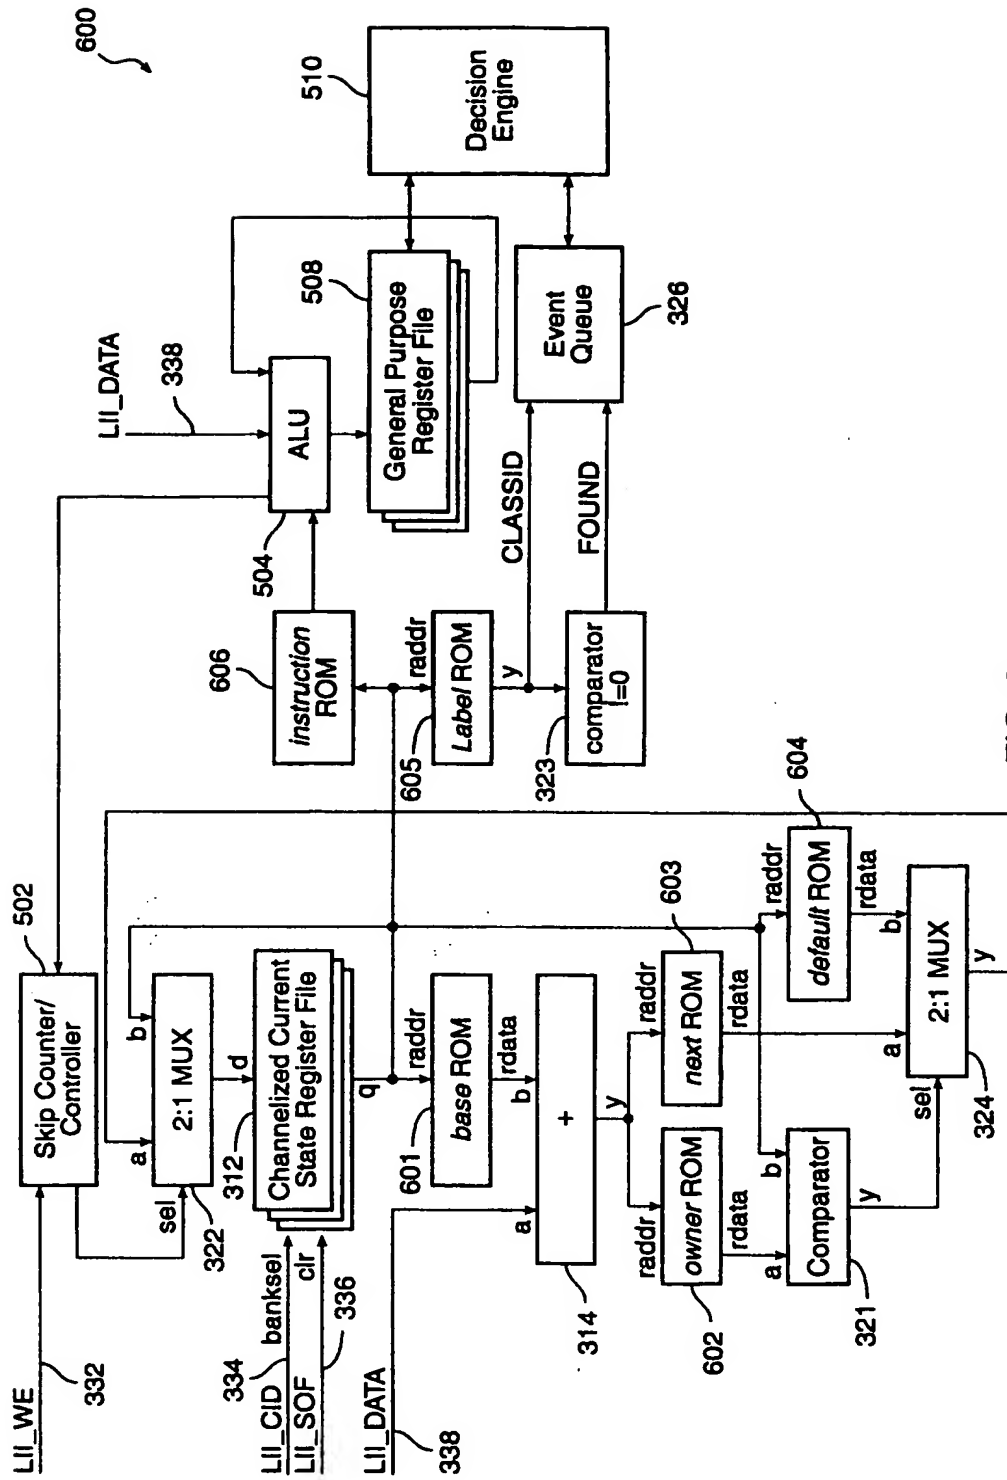 600
LII_WE
332
Skip Counter/
Controller
502
a
b
2:1 MUX
sel
322
d
LII_CID
334
banksel
LII_SOF
336
clr
312
Channelized Current
State Register File
q
LII_DATA
338
raddr
601
base ROM
rdata
a
b
+
314
y
raddr
raddr
owner ROM
602
rdata
next ROM
603
rdata
a
b
Comparator
321
y
raddr
default ROM
604
rdata
sel
a
b
2:1 MUX
324
y
606
instruction
ROM
raddr
605
Label ROM
y
323
comparator
!=0
LII_DATA
338
ALU
504
508
General Purpose
Register File
CLASSID
FOUND
Event
Queue
326
510
Decision
Engine